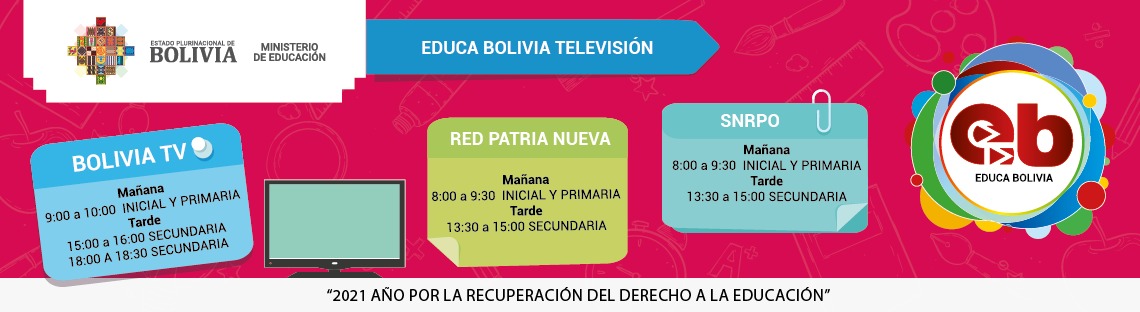 ESTADO PLURINACIONAL DE
BOLIVIA
MINISTERIO
DE EDUCACIÓN
EDUCA BOLIVIA TELEVISIÓN
BOLIVIA TV
Mañana
9:00 a 10:00 INICIAL Y PRIMARIA
Tarde
15:00 a 16:00 SECUNDARIA
18:00 A 18:30 SECUNDARIA
RED PATRIA NUEVA
Mañana
8:00 a 9:30 INICIAL Y PRIMARIA
Tarde
13:30 a 15:00 SECUNDARIA
SNRPO
Mañana
8:00 a 9:30 INICIAL Y PRIMARIA
Tarde
13:30 a 15:00 SECUNDARIA
eb
EDUCA BOLIVIA
“2021 AÑO POR LA RECUPERACIÓN DEL DERECHO A LA EDUCACIÓN”